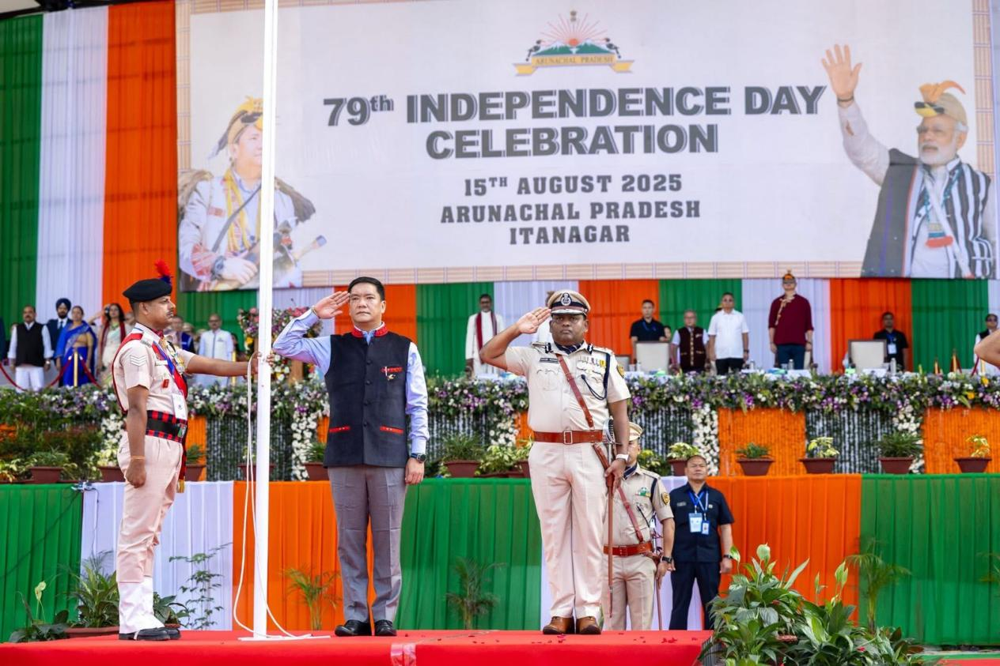 ARUNACHAL PRADESH
79th INDEPENDENCE DAY
CELEBRATION
15TH AUGUST 2025
ARUNACHAL PRADESH
ITANAGAR